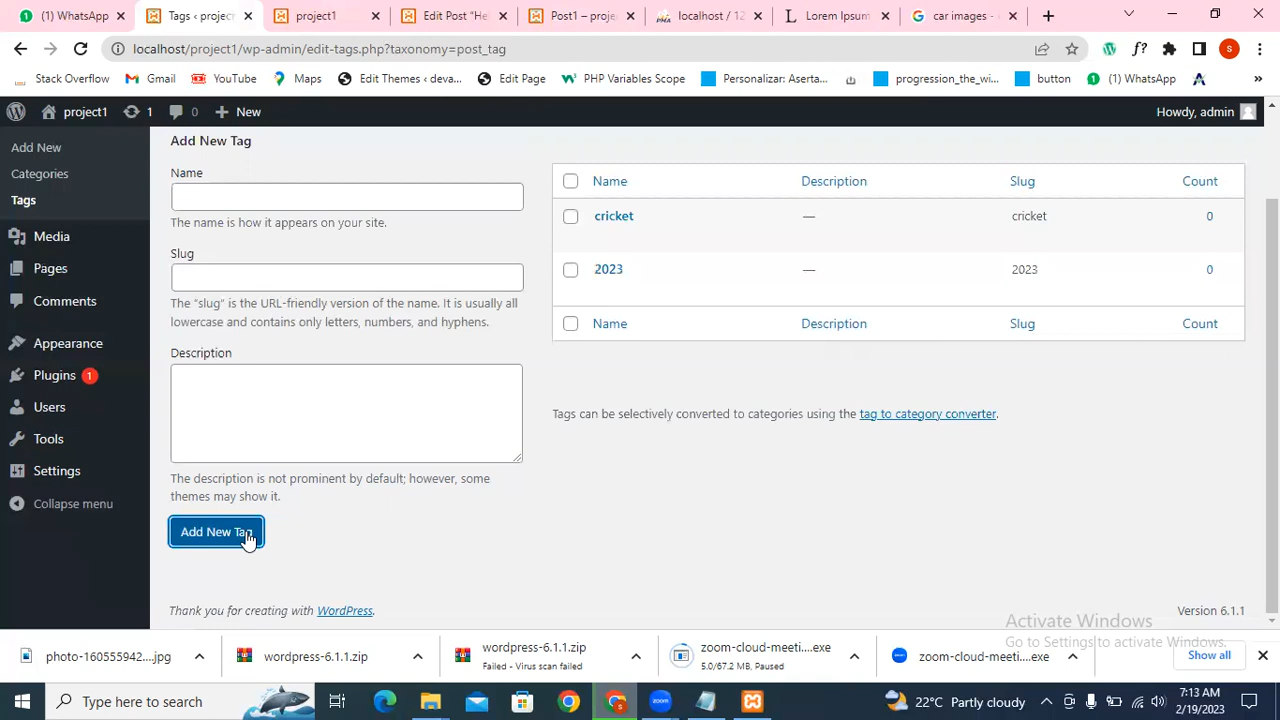 (1) WhatsApp
Tags ‹ projec
project1
Edit Post "He
Post1 – proje
localhost / 12
Lorem Ipsum
car images -
localhost/project1/wp-admin/edit-tags.php?taxonomy=post_tag
S
Stack Overflow
Gmail
YouTube
Maps
Edit Themes ‹ deva...
Edit Page
PHP Variables Scope
Personalizar: Aserta...
progression_the_wi...
button
(1) WhatsApp
project1
1
0
New
Howdy, admin
Add New
Categories
Tags
Media
Pages
Comments
Appearance
Plugins 1
Users
Tools
Settings
Collapse menu
Add New Tag
Name
The name is how it appears on your site.
Slug
The "slug" is the URL-friendly version of the name. It is usually all
lowercase and contains only letters, numbers, and hyphens.
Description
The description is not prominent by default; however, some
themes may show it.
Add New Tag
Name Description Slug Count
cricket — cricket 0
2023 — 2023 0
Name Description Slug Count
Tags can be selectively converted to categories using the tag to category converter.
Thank you for creating with WordPress.
Version 6.1.1
Activate Windows
Go to Settings to activate Windows.
photo-160555942....jpg
wordpress-6.1.1.zip
wordpress-6.1.1.zip
Failed - Virus scan failed
zoom-cloud-meeti....exe
5.0/67.2 MB, Paused
zoom-cloud-meeti....exe
Show all
Type here to search
zoom
22°C Partly cloudy
7:13 AM
2/19/2023